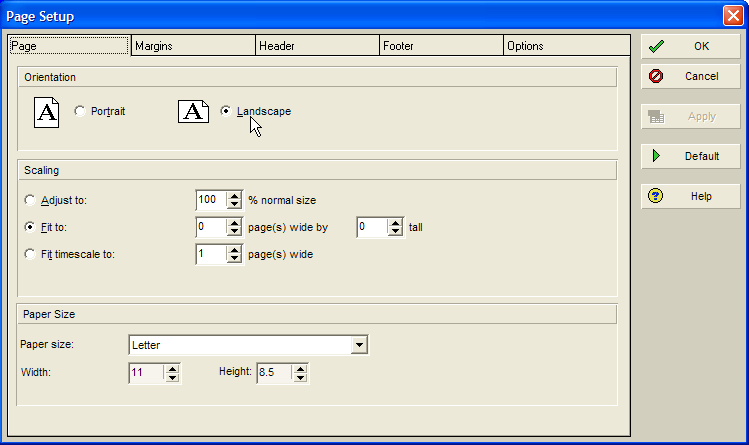 Page Setup
Page Margins Header Footer Options
OK
Cancel
Apply
Default
Help
Orientation
A Portrait A Landscape
Scaling
Adjust to: 100 % normal size
Fit to: 0 page(s) wide by 0 tall
Fit timescale to: 1 page(s) wide
Paper Size
Paper size: Letter
Width: 11 Height: 8.5